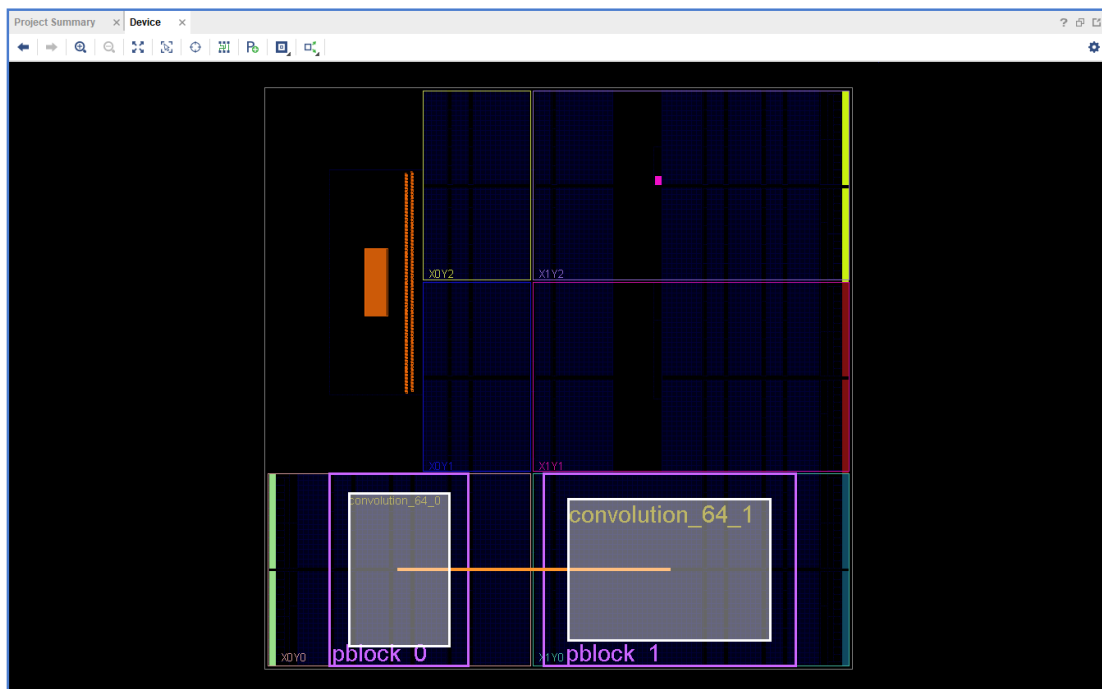 Project Summary × Device ×
?
X0Y2
X1Y2
X0Y1
X1Y1
convolution_64_0
convolution_64_1
X0Y0
pblock_0
X1Y0
pblock_1